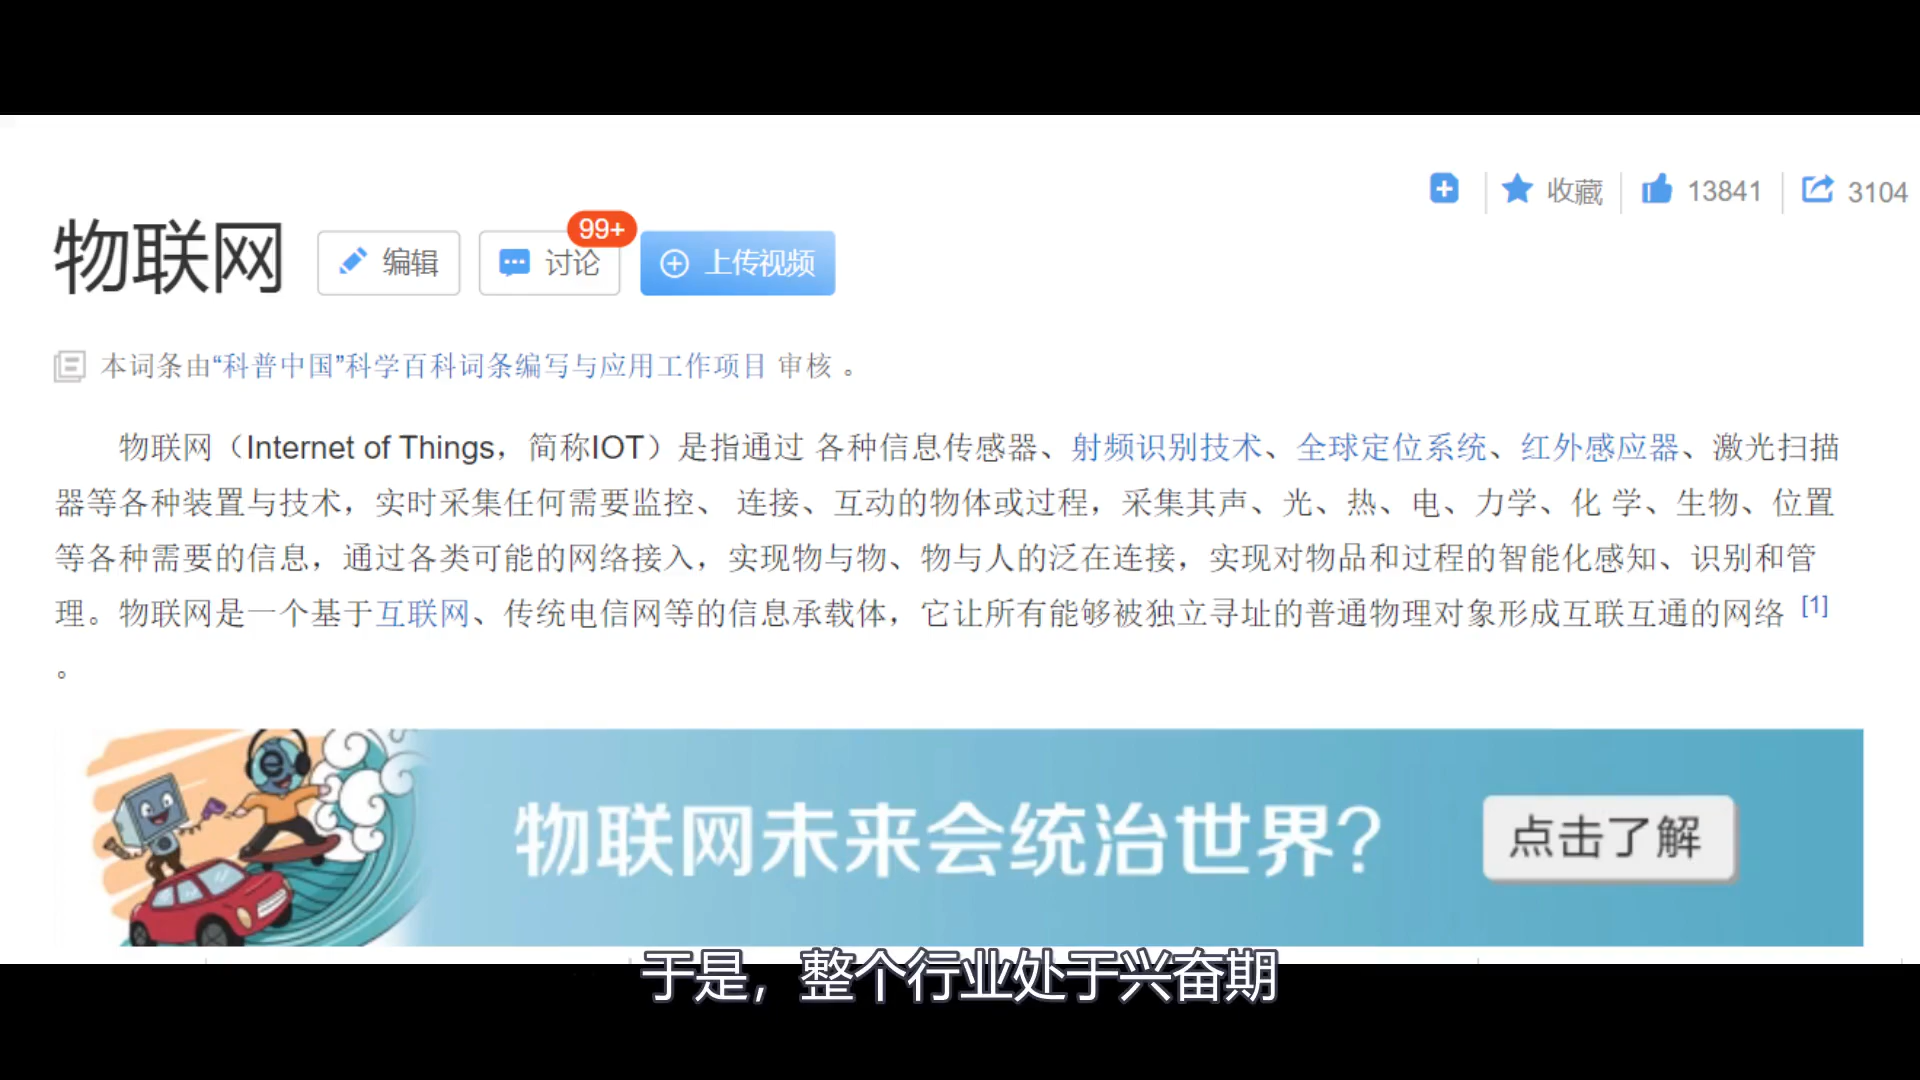 收藏 13841 3104
物联网 编辑 讨论 99+ 上传视频
本词条由“科普中国”科学百科词条编写与应用工作项目 审核 。
物联网（Internet of Things，简称IOT）是指通过 各种信息传感器、射频识别技术、全球定位系统、红外感应器、激光扫描
器等各种装置与技术，实时采集任何需要监控、 连接、互动的物体或过程，采集其声、光、热、电、力学、化 学、生物、位置
等各种需要的信息，通过各类可能的网络接入，实现物与物、物与人的泛在连接，实现对物品和过程的智能化感知、识别和管
理。物联网是一个基于互联网、传统电信网等的信息承载体，它让所有能够被独立寻址的普通物理对象形成互联互通的网络 [1]
。
物联网未来会统治世界? 点击了解
于是，整个行业处于兴奋期